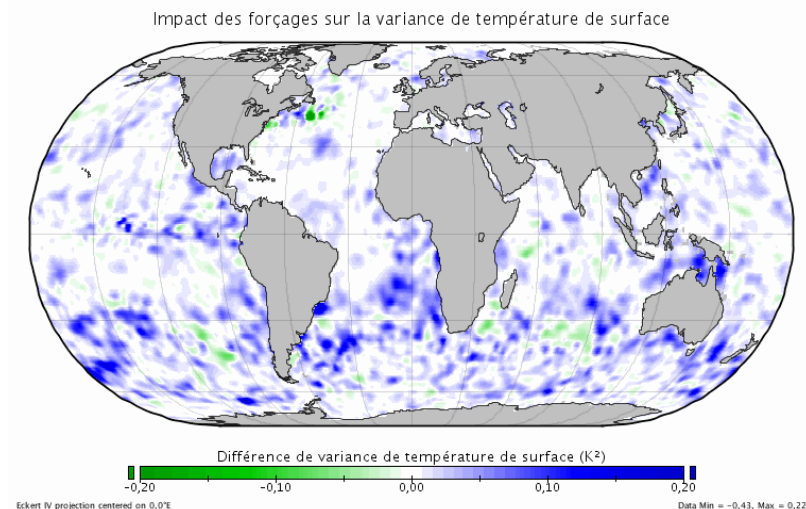 Impact des forçages sur la variance de température de surface
Différence de variance de température de surface (K²)
-0,20 -0,10 0,00 0,10 0,20
Eckert IV projection centered on 0,0°E
Data Min = -0,43, Max = 0,22